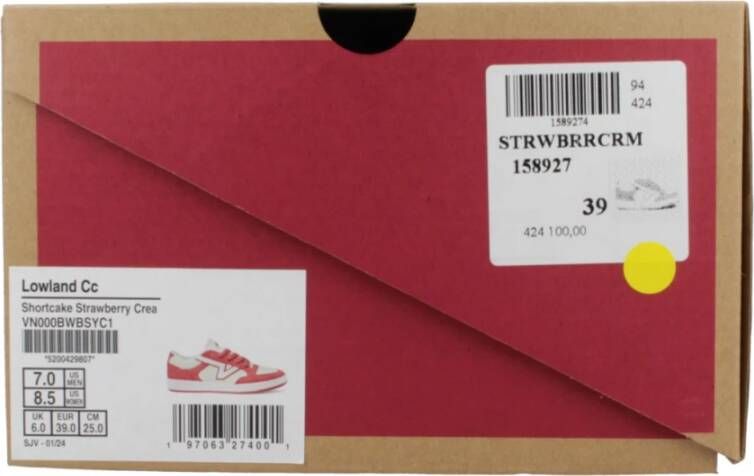 94
424
1589274
STRWBRRCRM
158927
39
424 100,00
Lowland Cc
Shortcake Strawberry Crea
VN000BWBSYC1
*5200429807*
7.0 US MEN
8.5 US WOMEN
UK EUR CM
6.0 39.0 25.0
SJV - 01/24
1 97063 27400 1